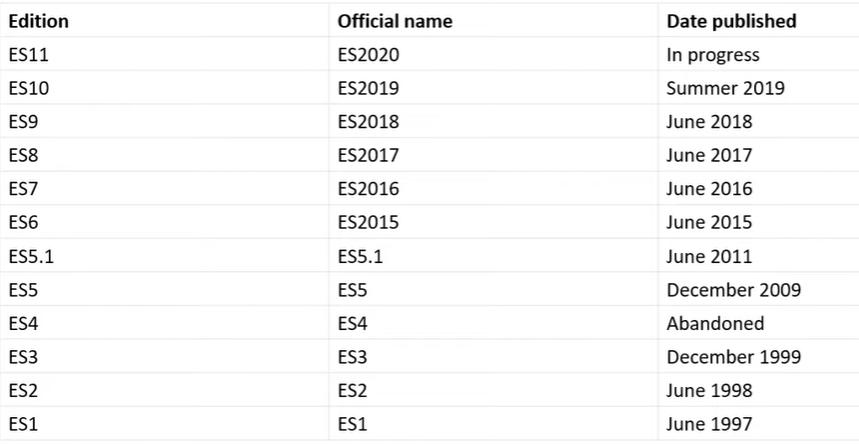 Edition Official name Date published
ES11 ES2020 In progress
ES10 ES2019 Summer 2019
ES9 ES2018 June 2018
ES8 ES2017 June 2017
ES7 ES2016 June 2016
ES6 ES2015 June 2015
ES5.1 ES5.1 June 2011
ES5 ES5 December 2009
ES4 ES4 Abandoned
ES3 ES3 December 1999
ES2 ES2 June 1998
ES1 ES1 June 1997